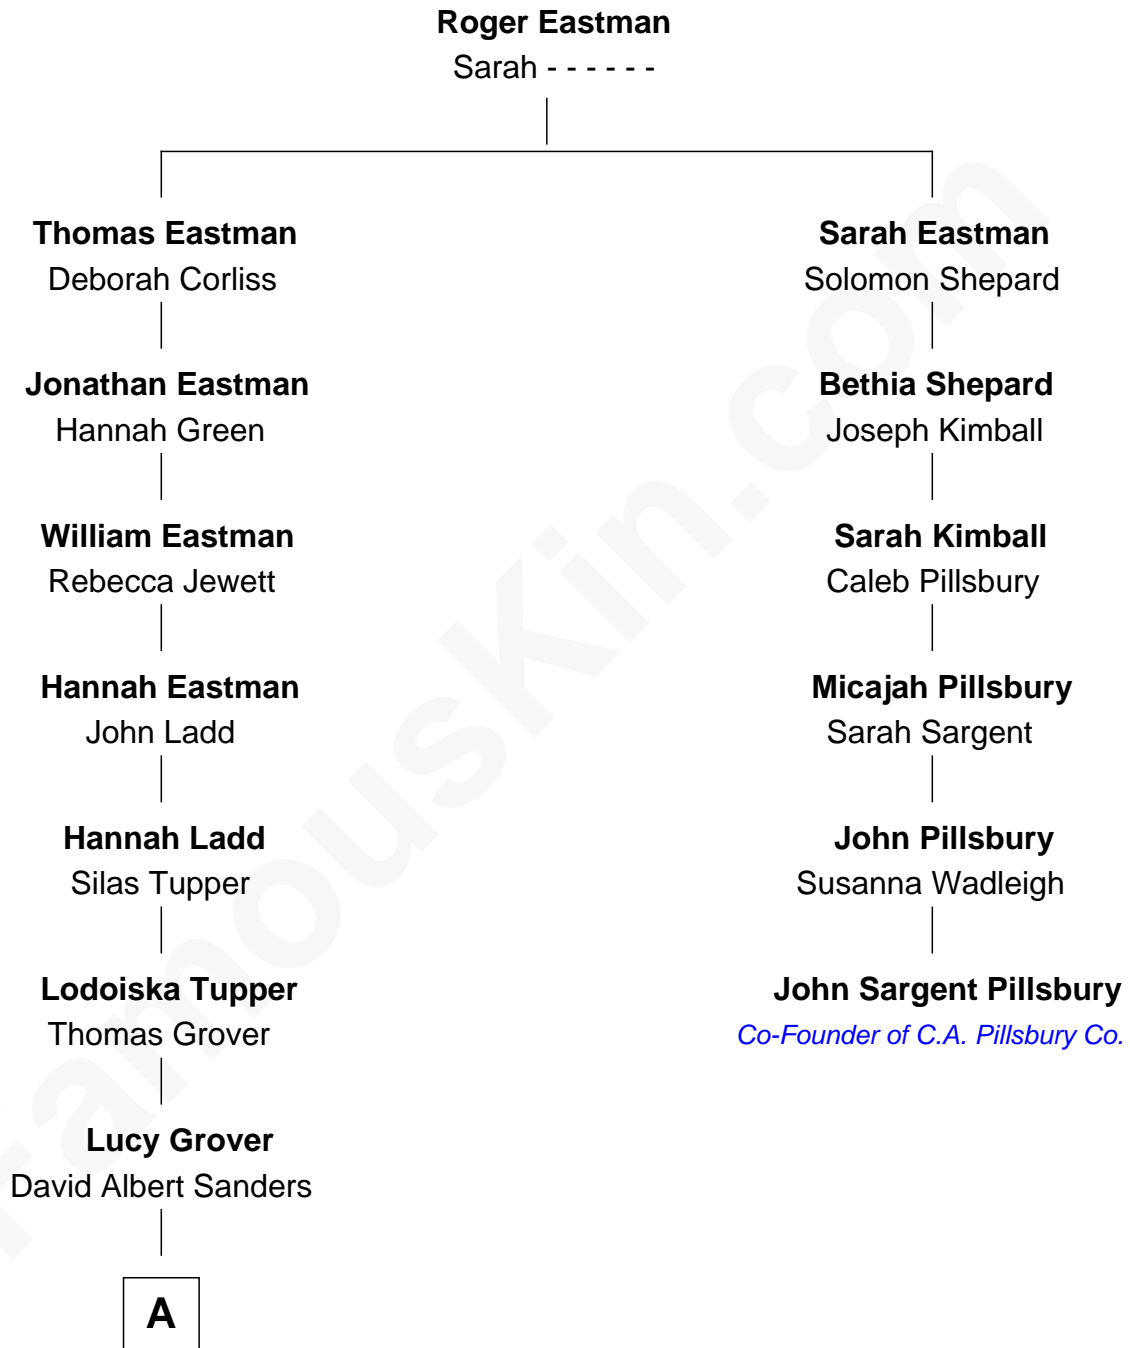 Roger Eastman
Sarah - - - - - -
Thomas Eastman
Deborah Corliss
Jonathan Eastman
Hannah Green
William Eastman
Rebecca Jewett
Hannah Eastman
John Ladd
Hannah Ladd
Silas Tupper
Lodoiska Tupper
Thomas Grover
Lucy Grover
David Albert Sanders
A
Sarah Eastman
Solomon Shepard
Bethia Shepard
Joseph Kimball
Sarah Kimball
Caleb Pillsbury
Micajah Pillsbury
Sarah Sargent
John Pillsbury
Susanna Wadleigh
John Sargent Pillsbury
Co-Founder of C.A. Pillsbury Co.
FamousKin.com